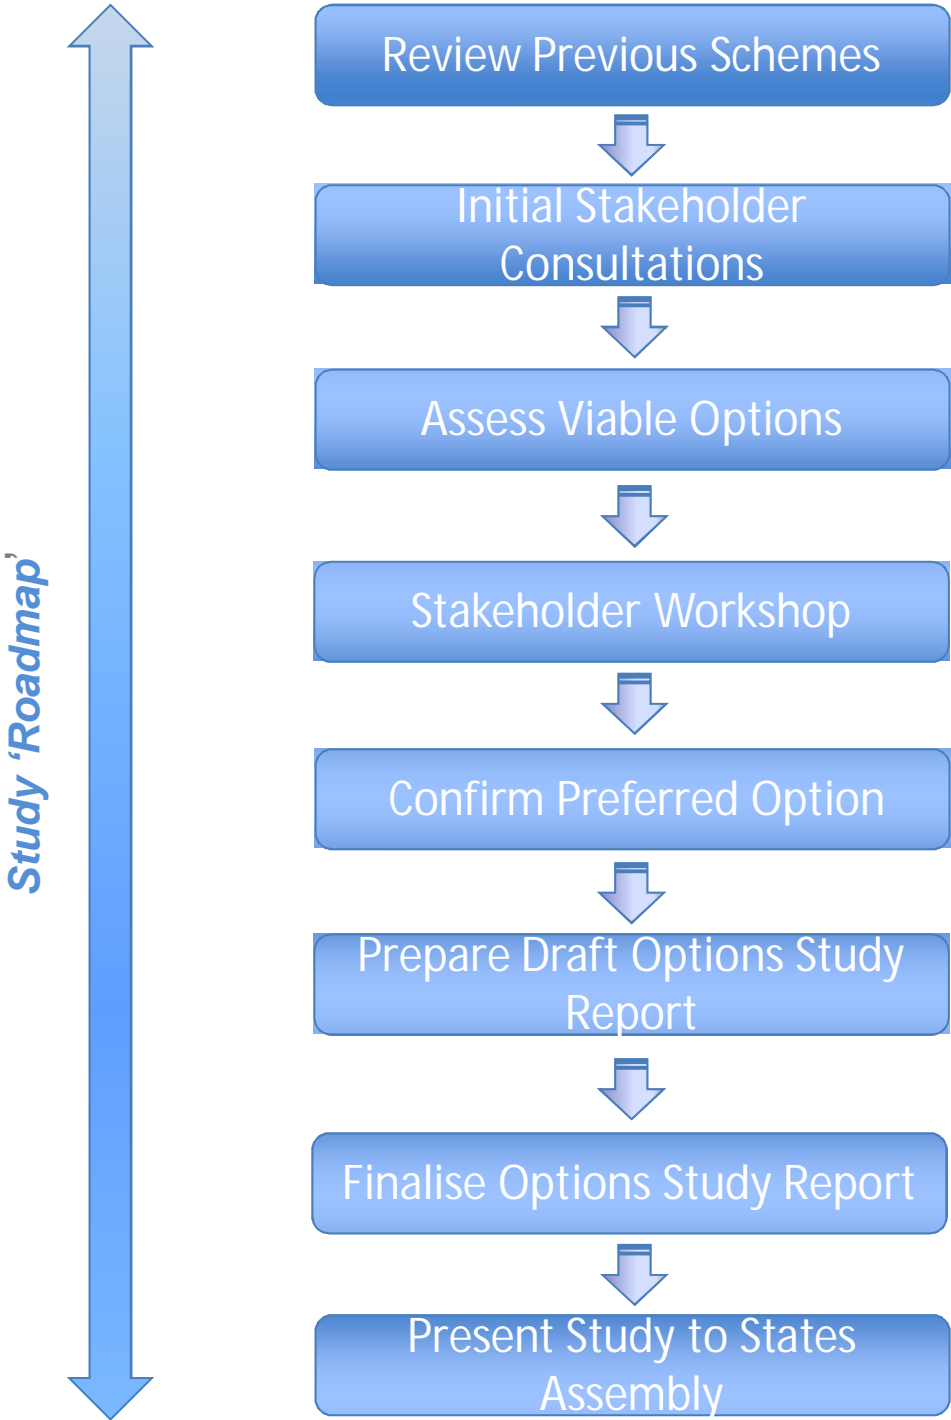 Study ‘Roadmap’
Review Previous Schemes
Initial Stakeholder
Consultations
Assess Viable Options
Stakeholder Workshop
Confirm Preferred Option
Prepare Draft Options Study
Report
Finalise Options Study Report
Present Study to States
Assembly